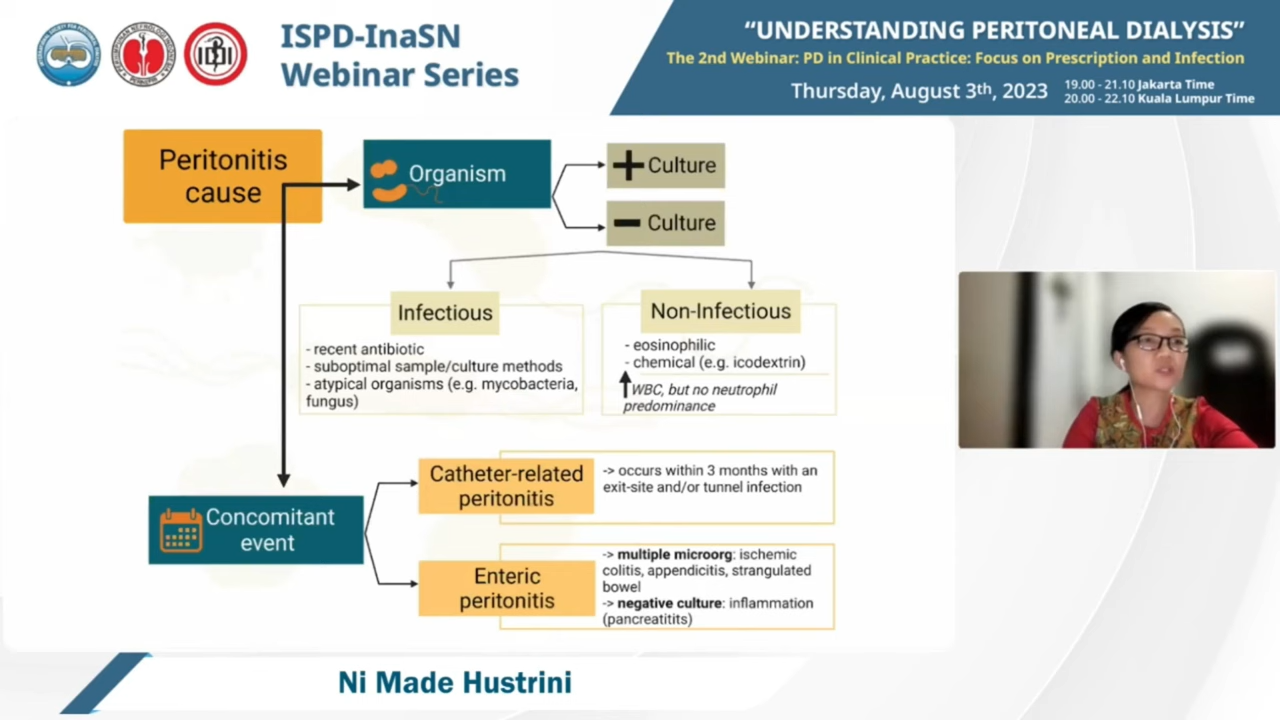 ISPD-InaSN
Webinar Series
“UNDERSTANDING PERITONEAL DIALYSIS”
The 2nd Webinar: PD in Clinical Practice: Focus on Prescription and Infection
Thursday, August 3th, 2023
19.00 - 21.10 Jakarta Time
20.00 - 22.10 Kuala Lumpur Time
Peritonitis
cause
Organism
+ Culture
- Culture
Infectious
- recent antibiotic
- suboptimal sample/culture methods
- atypical organisms (e.g. mycobacteria,
fungus)
Non-Infectious
- eosinophilic
- chemical (e.g. icodextrin)
WBC, but no neutrophil
predominance
Concomitant
event
Catheter-related
peritonitis
-> occurs within 3 months with an
exit-site and/or tunnel infection
Enteric
peritonitis
-> multiple microorg: ischemic
colitis, appendicitis, strangulated
bowel
-> negative culture: inflammation
(pancreatitits)
Ni Made Hustrini